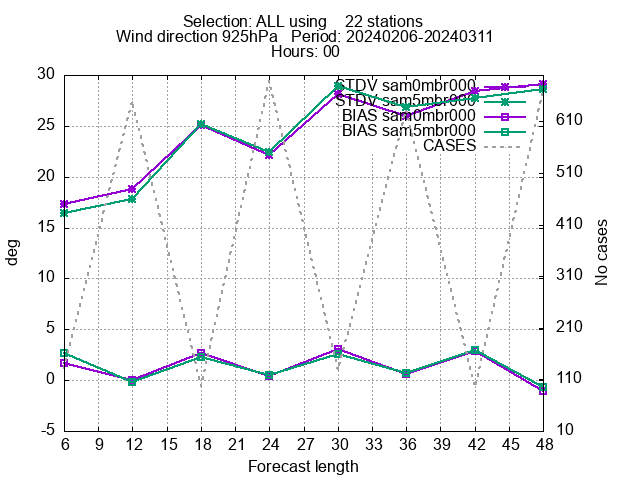 Selection: ALL using    22 stations
Wind direction 925hPa   Period: 20240206-20240311
Hours: 00
30
25
20
15
10
5
0
-5
deg
STDV sam0mbr000
STDV sam5mbr000
BIAS sam0mbr000
BIAS sam5mbr000
CASES
610
510
410
310
210
110
10
No cases
6 9 12 15 18 21 24 27 30 33 36 39 42 45 48
Forecast length